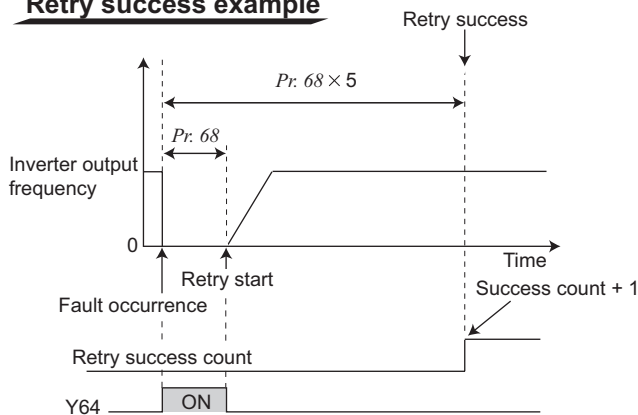 Retry success example
Retry success
Pr. 68 × 5
Pr. 68
Inverter output
frequency
0
Time
Retry start
Success count + 1
Fault occurrence
Retry success count
Y64
ON